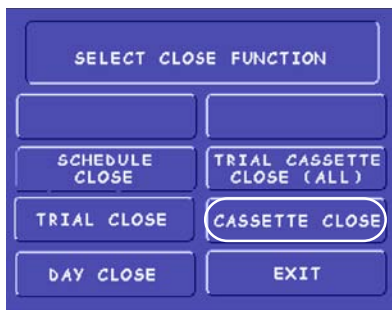 SELECT CLOSE FUNCTION
SCHEDULE
CLOSE
TRIAL CASSETTE
CLOSE (ALL)
TRIAL CLOSE
CASSETTE CLOSE
DAY CLOSE
EXIT